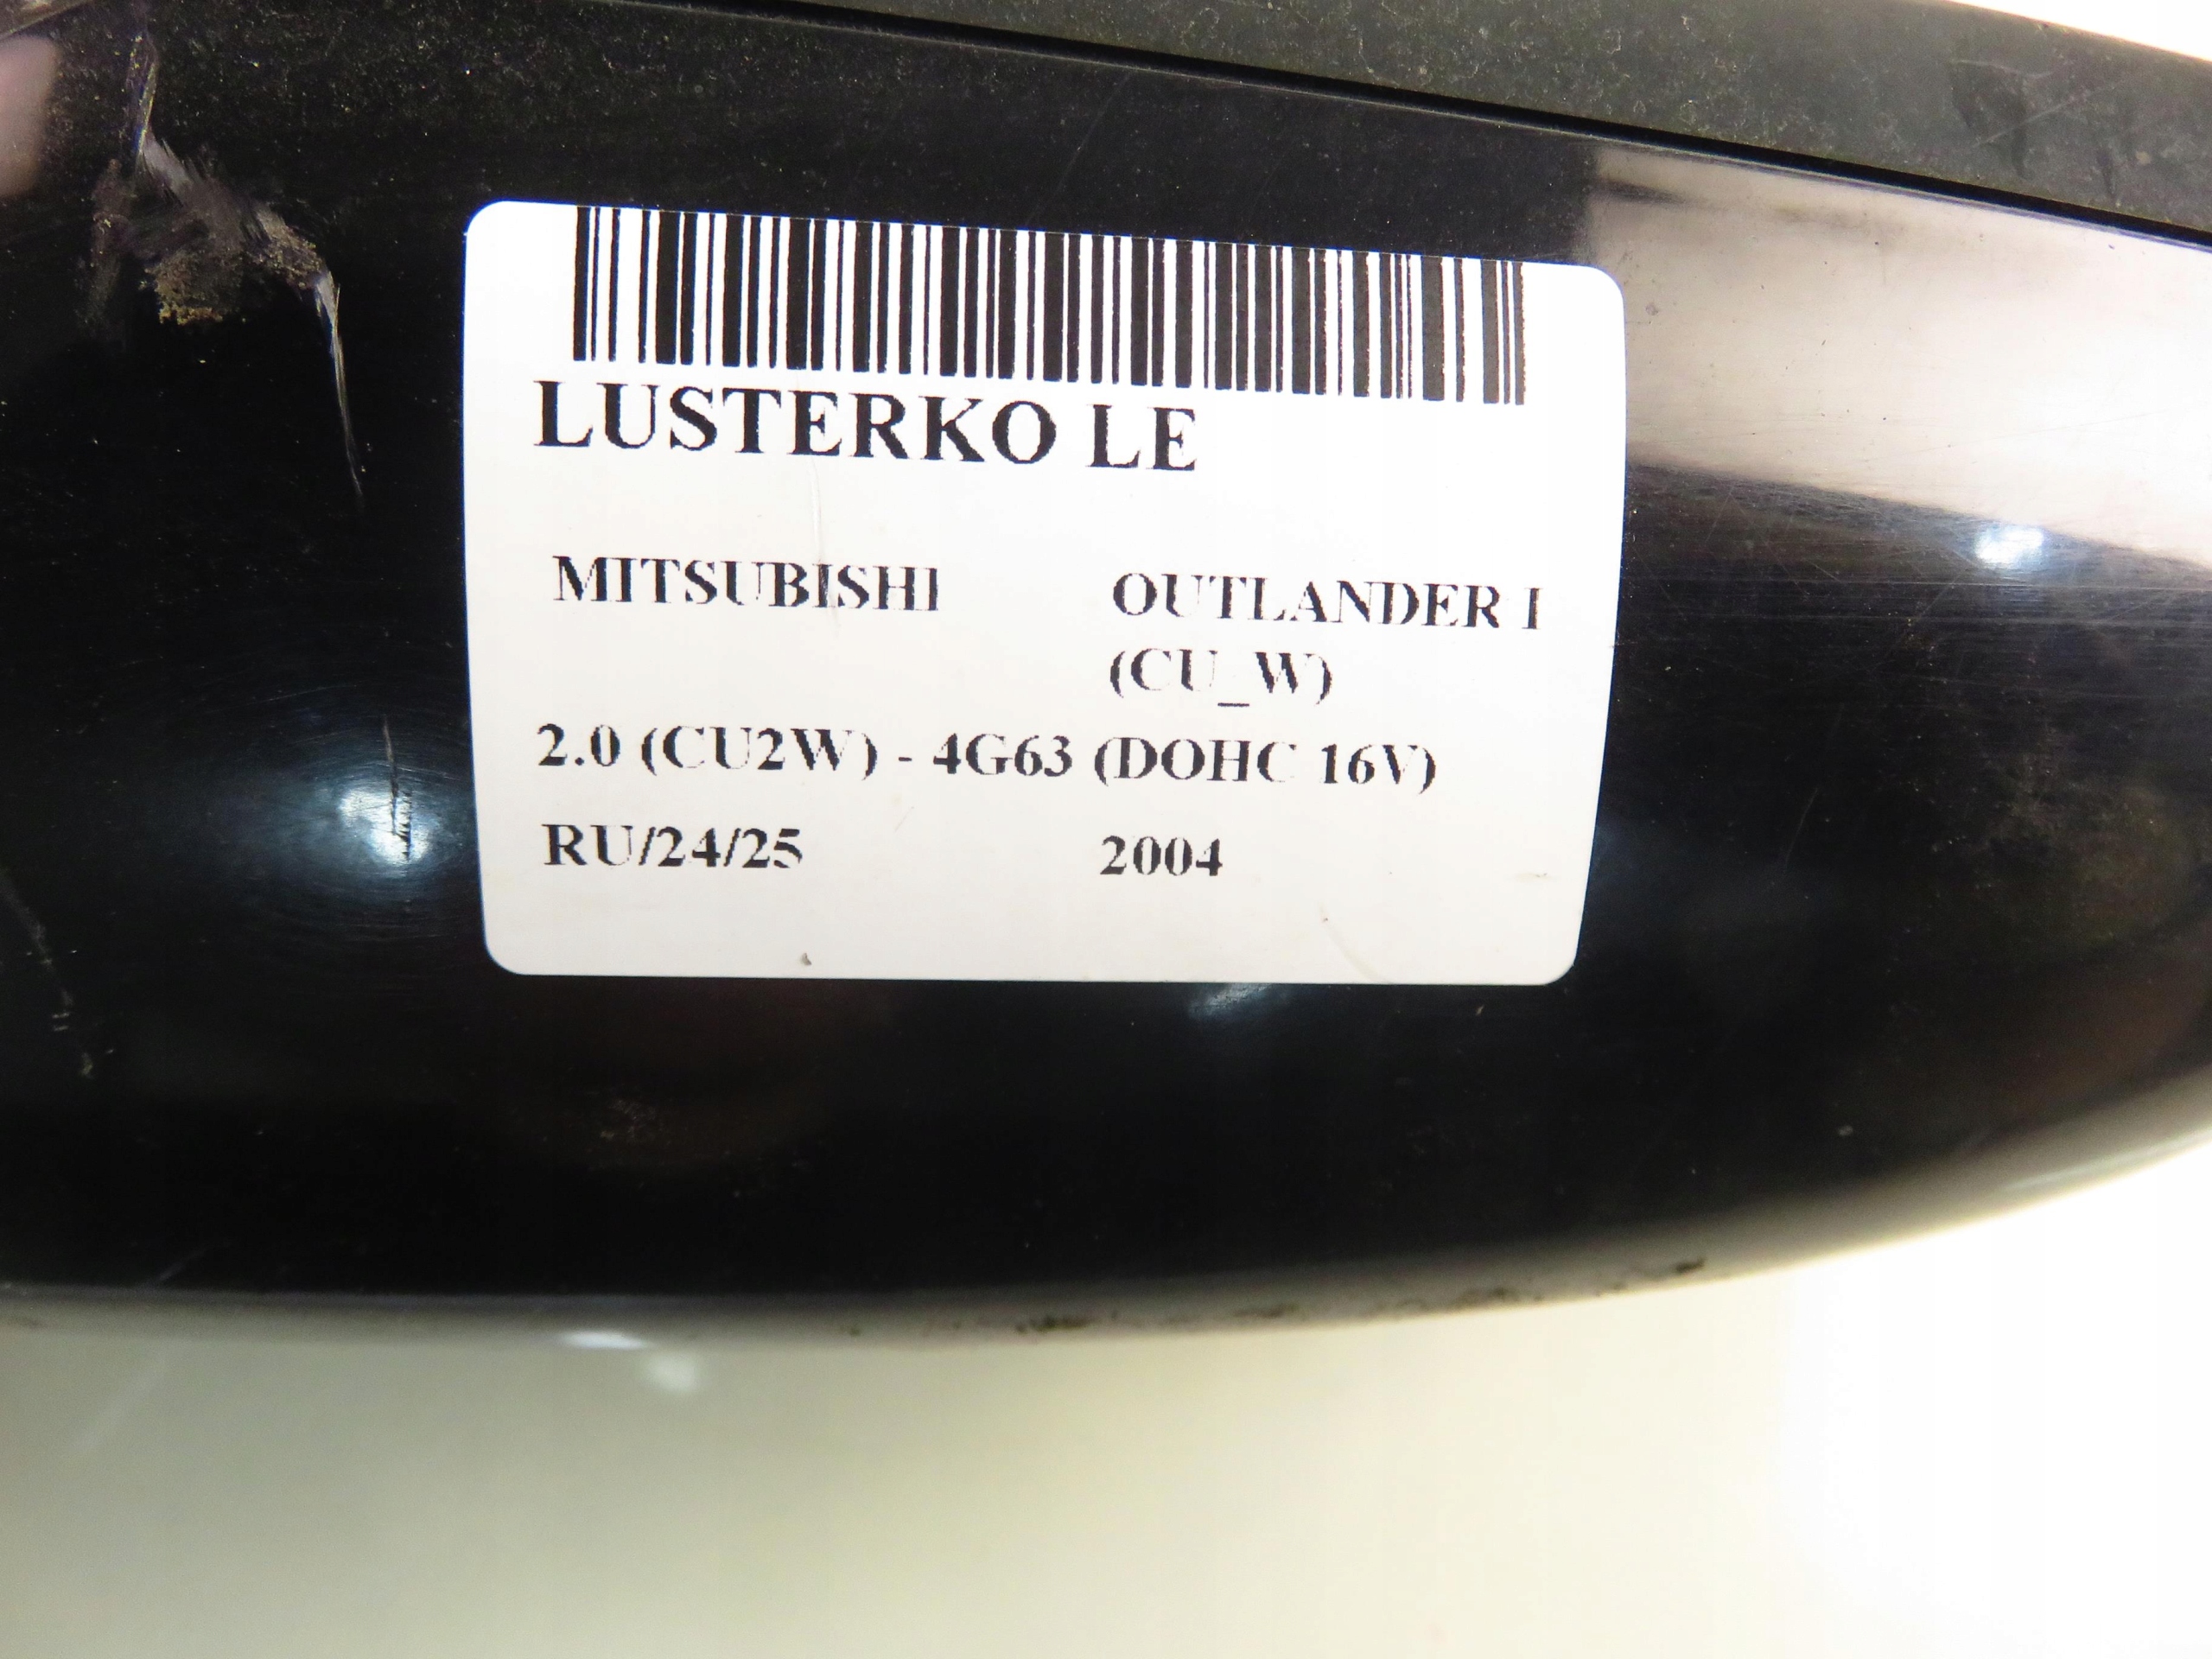 LUSTERKO LE
MITSUBISHI OUTLANDER I
(CU_W)
2.0 (CU2W) - 4G63 (DOHC 16V)
RU/24/25 2004